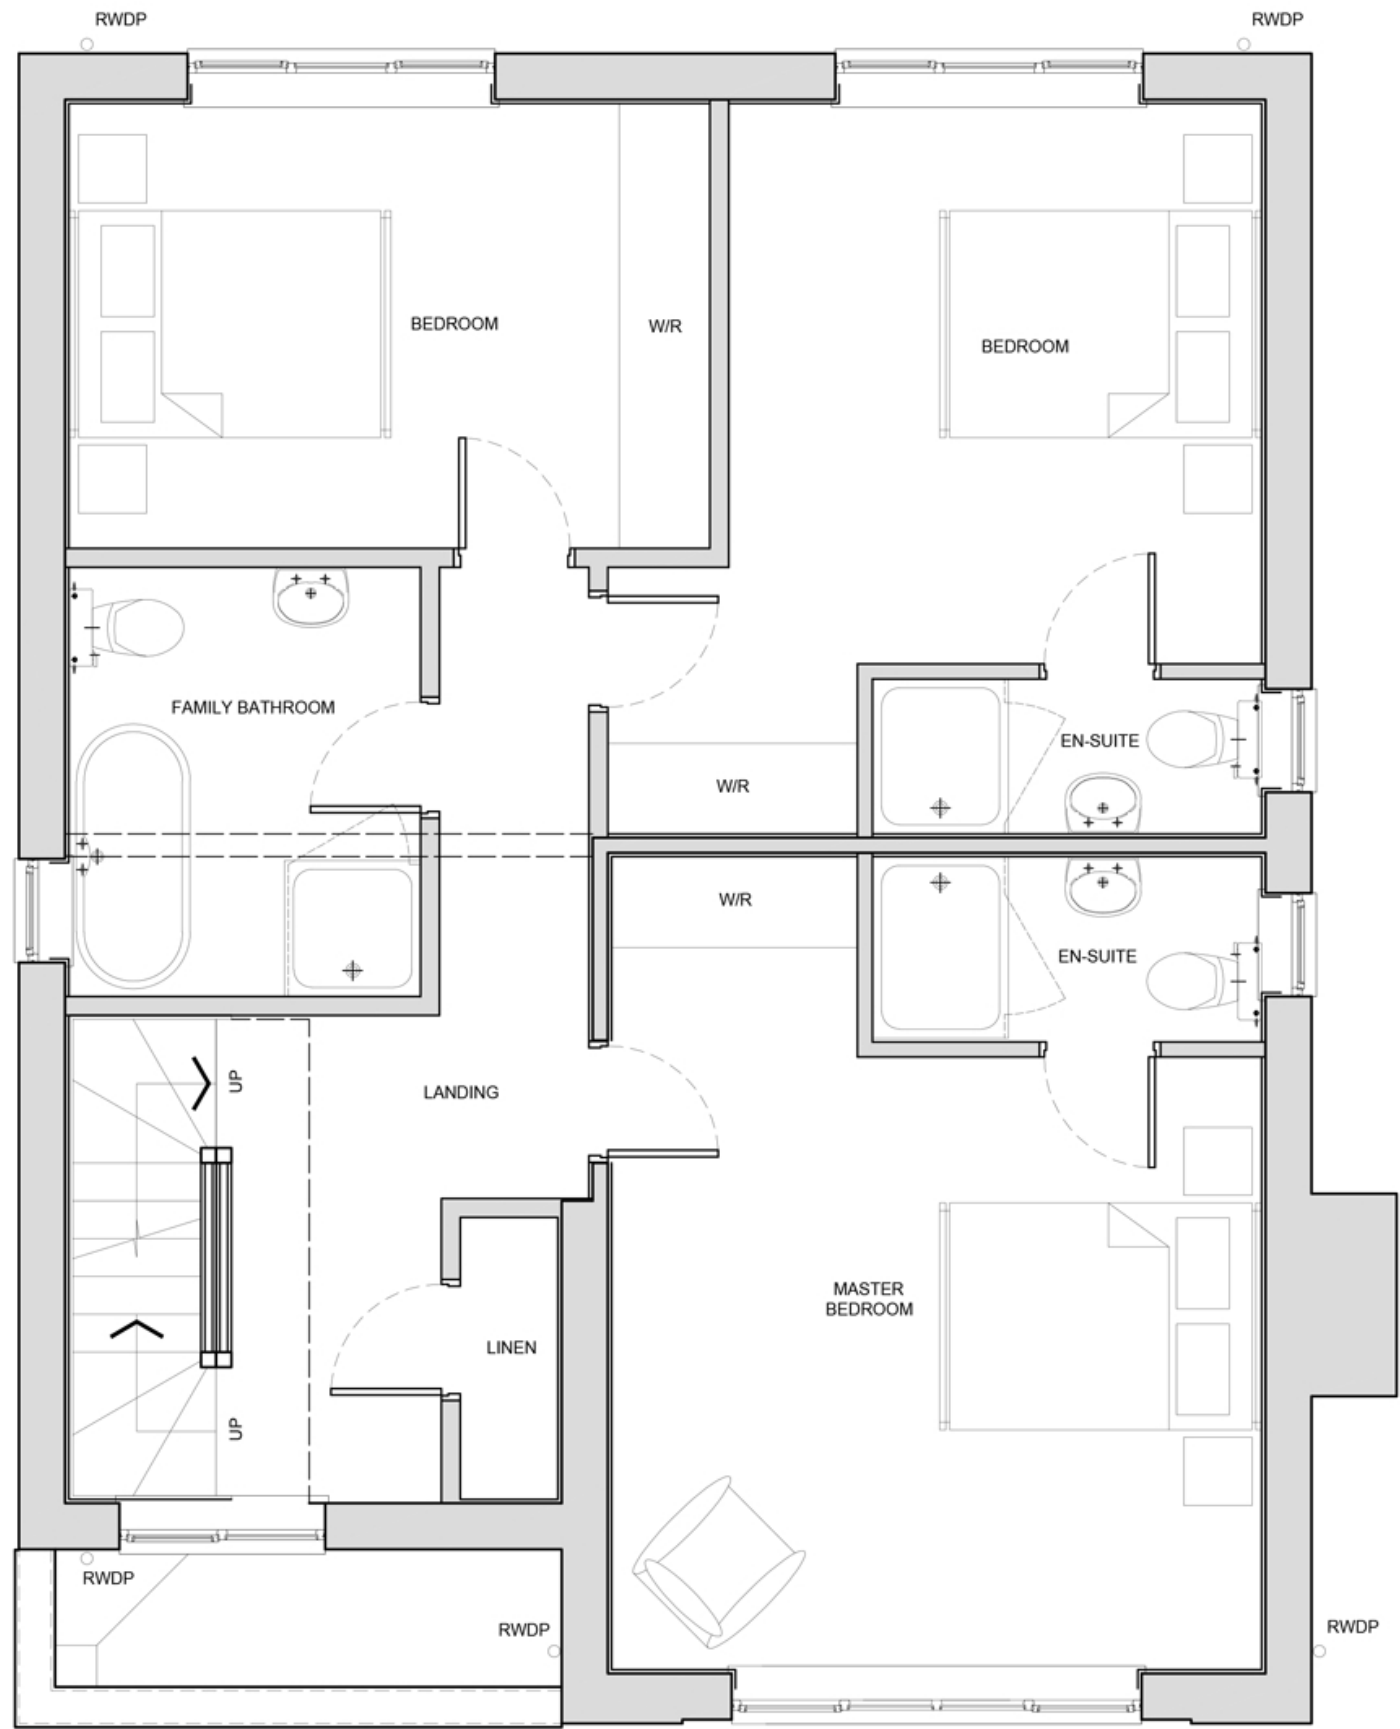 RWDP
RWDP
BEDROOM
W/R
BEDROOM
FAMILY BATHROOM
EN-SUITE
W/R
W/R
EN-SUITE
UP
LANDING
MASTER
BEDROOM
LINEN
UP
RWDP
RWDP
RWDP